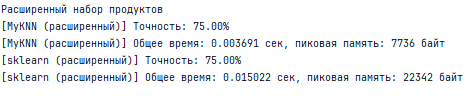 Расширенный набор продуктов
[MyKNN (расширенный)] Точность: 75.00%
[MyKNN (расширенный)] Общее время: 0.003691 сек, пиковая память: 7736 байт
[sklearn (расширенный)] Точность: 75.00%
[sklearn (расширенный)] Общее время: 0.015022 сек, пиковая память: 22342 байт